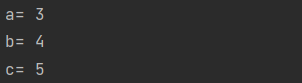 a= 3
b= 4
c= 5